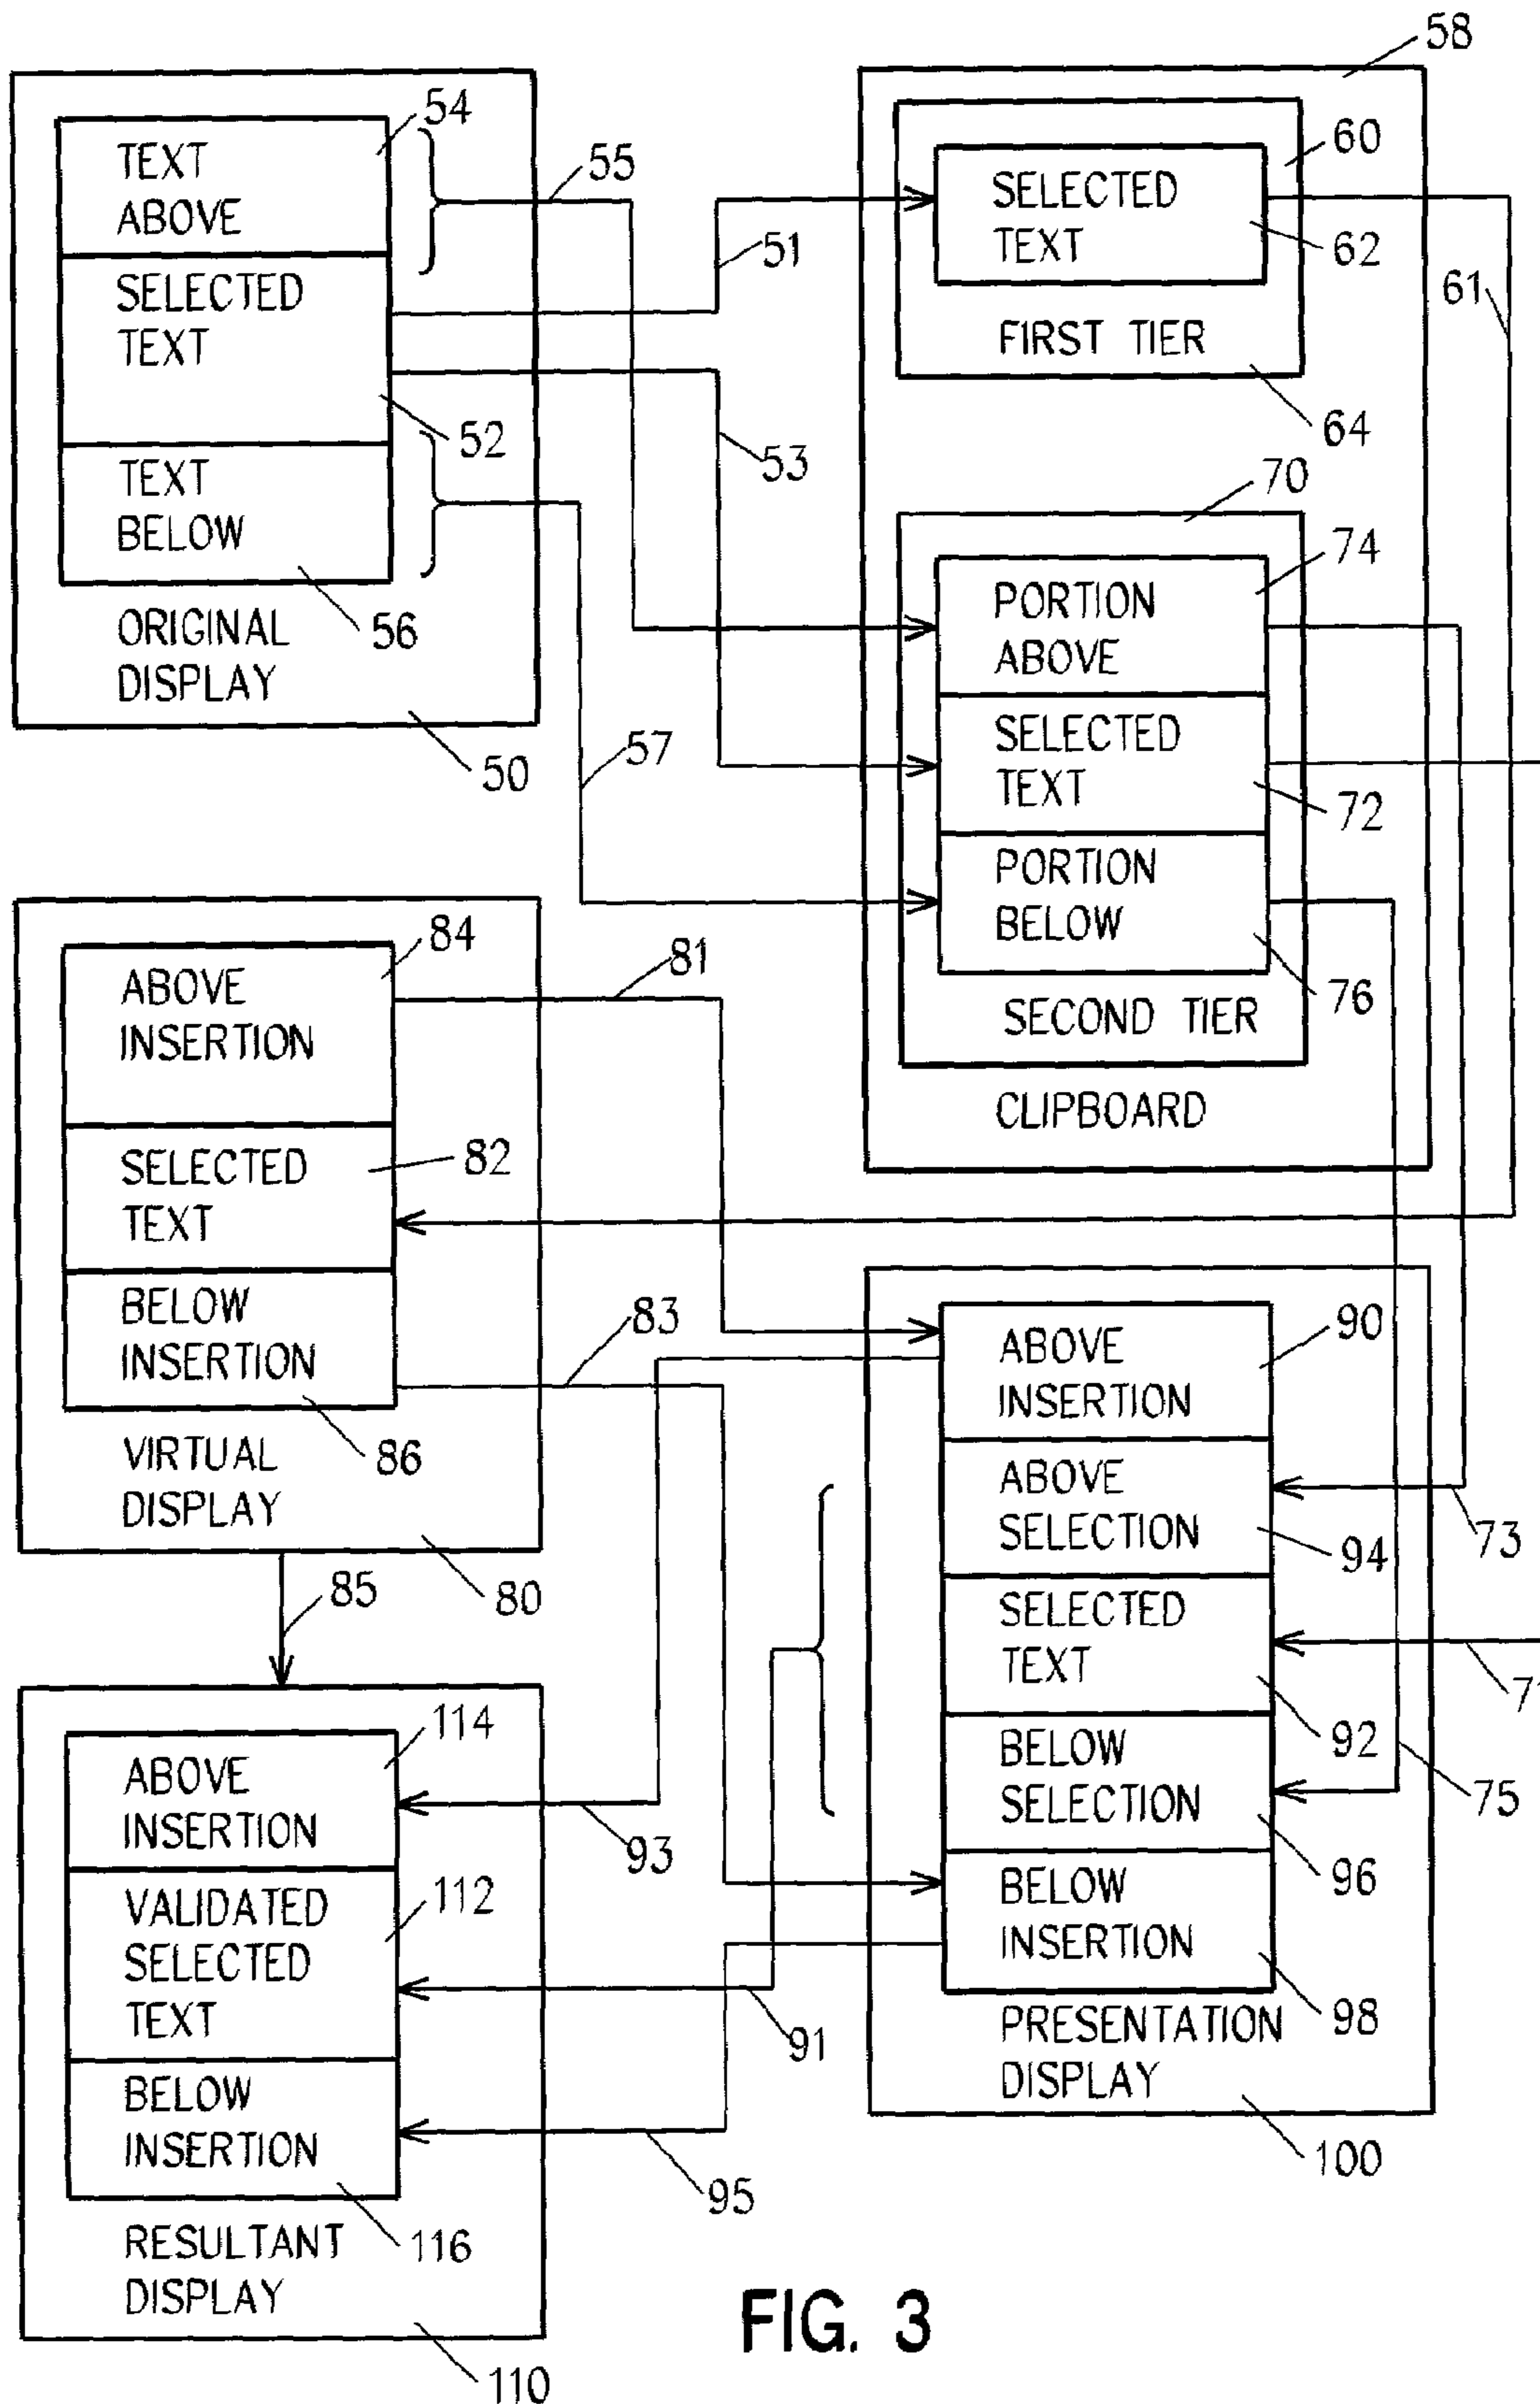 58
54
TEXT
ABOVE
55
60
SELECTED
TEXT
62
51
61
SELECTED
TEXT
FIRST TIER
64
52
53
TEXT
BELOW
70
74
56
ORIGINAL
DISPLAY
50
PORTION
ABOVE
57
SELECTED
TEXT
72
PORTION
BELOW
76
SECOND TIER
CLIPBOARD
84
81
ABOVE
INSERTION
SELECTED
TEXT
82
BELOW
INSERTION
83
86
VIRTUAL
DISPLAY
80
85
90
ABOVE
INSERTION
ABOVE
SELECTION
94
73
SELECTED
TEXT
92
71
BELOW
SELECTION
75
96
BELOW
INSERTION
98
PRESENTATION
DISPLAY
100
114
ABOVE
INSERTION
93
VALIDATED
SELECTED
TEXT
112
91
BELOW
INSERTION
95
116
RESULTANT
DISPLAY
110
FIG. 3